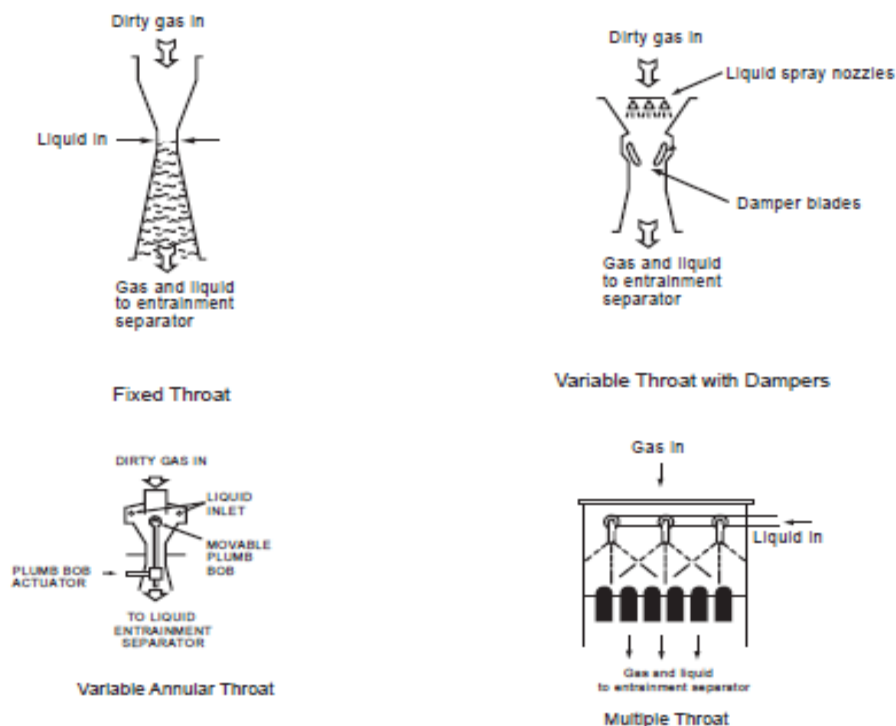 Dirty gas in
Liquid in
Gas and liquid
to entrainment
separator
Fixed Throat
Dirty gas in
Liquid spray nozzles
Damper blades
Gas and liquid
to entrainment
separator
Variable Throat with Dampers
DIRTY GAS IN
LIQUID
INLET
MOVABLE
PLUMB
BOB
PLUMB BOB
ACTUATOR
TO LIQUID
ENTRAINMENT
SEPARATOR
Variable Annular Throat
Gas in
Liquid in
Gas and liquid
to entrainment separator
Multiple Throat